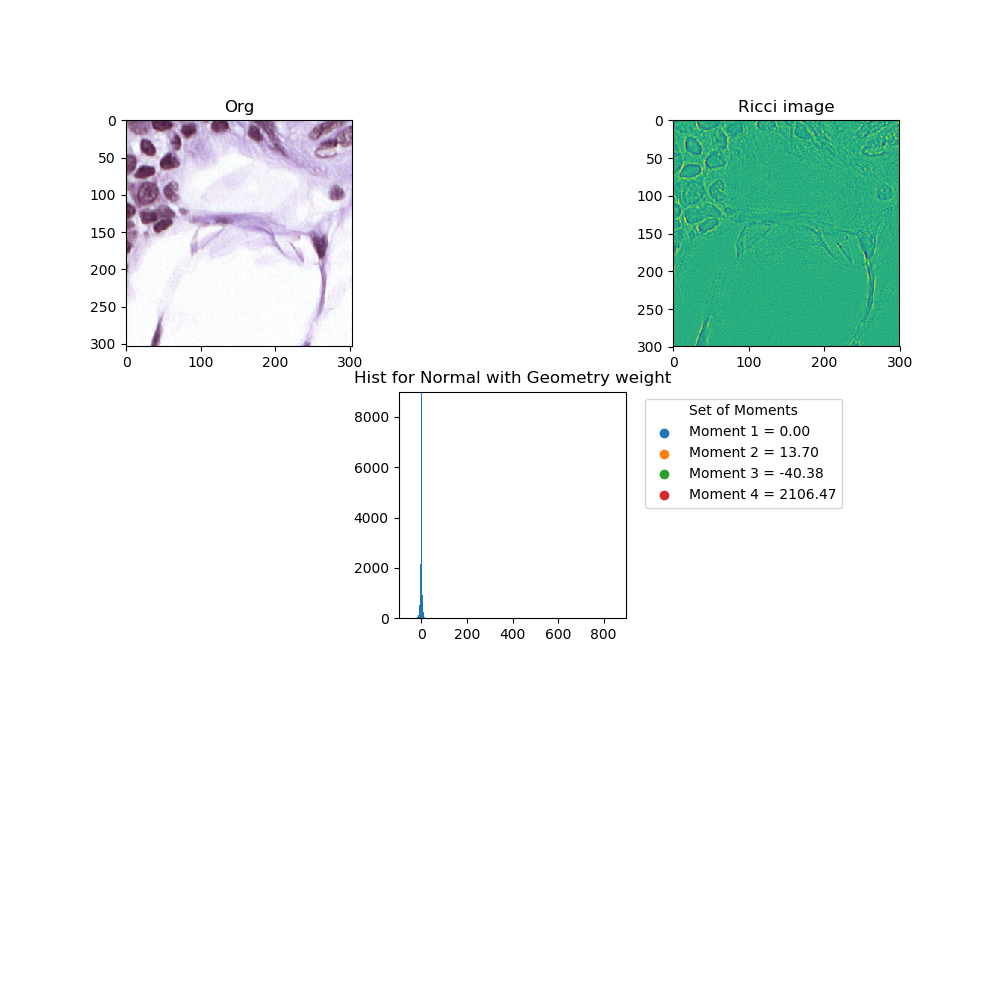 Org
0
50
100
150
200
250
300
0 100 200 300
Ricci image
0
50
100
150
200
250
300
0 100 200 300
Hist for Normal with Geometry weight
8000
6000
4000
2000
0
0 200 400 600 800
Set of Moments
Moment 1 = 0.00
Moment 2 = 13.70
Moment 3 = -40.38
Moment 4 = 2106.47